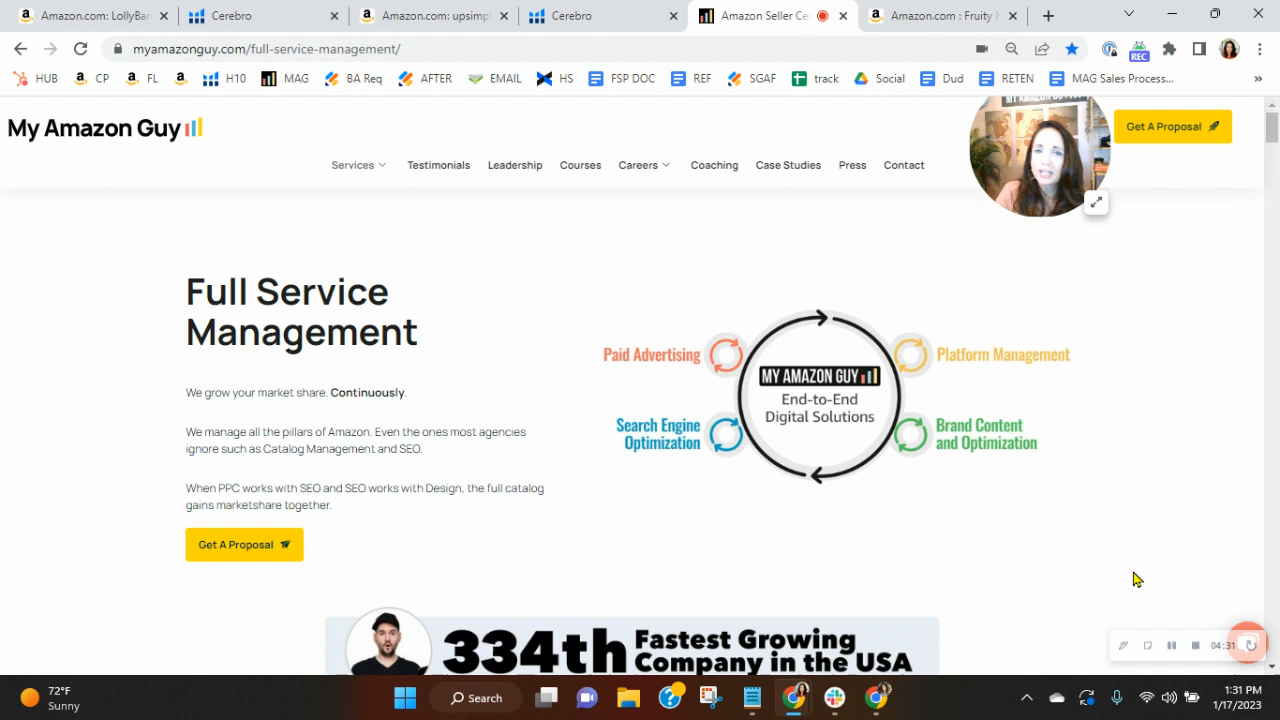 Amazon.com: LollyBan
Cerebro
Amazon.com: upsimpl
Cerebro
Amazon Seller Ce
Amazon.com : Fruity N
myamazonguy.com/full-service-management/
REC
HUB
CP
FL
H10
MAG
BA Req
AFTER
EMAIL
HS
FSP DOC
REF
SGAF
track
Social
Dud
RETEN
MAG Sales Process...
My Amazon Guy
Get A Proposal
Services
Testimonials
Leadership
Courses
Careers
Coaching
Case Studies
Press
Contact
Full Service
Management
We grow your market share. Continuously.
We manage all the pillars of Amazon. Even the ones most agencies
ignore such as Catalog Management and SEO.
When PPC works with SEO and SEO works with Design, the full catalog
gains marketshare together.
Get A Proposal
Paid Advertising
Platform Management
MY AMAZON GUY
End-to-End
Digital Solutions
Search Engine
Optimization
Brand Content
and Optimization
334th
Fastest Growing
Company in the USA
04:31
72°F
Sunny
Search
1:31 PM
1/17/2023